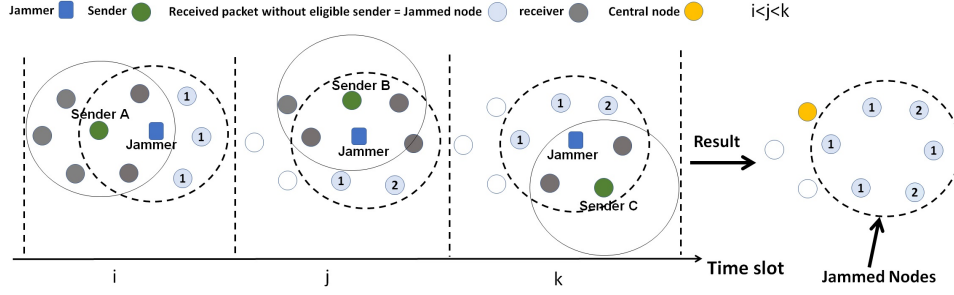 Jammer Sender Received packet without eligible sender = Jammed node receiver Central node i<j<k
Sender A
1
1
Jammer
1
Sender B
Jammer
1 2
1 2
1
Jammer
Sender C
Result
1 2
1 1
1 2
i j k Time slot
Jammed Nodes